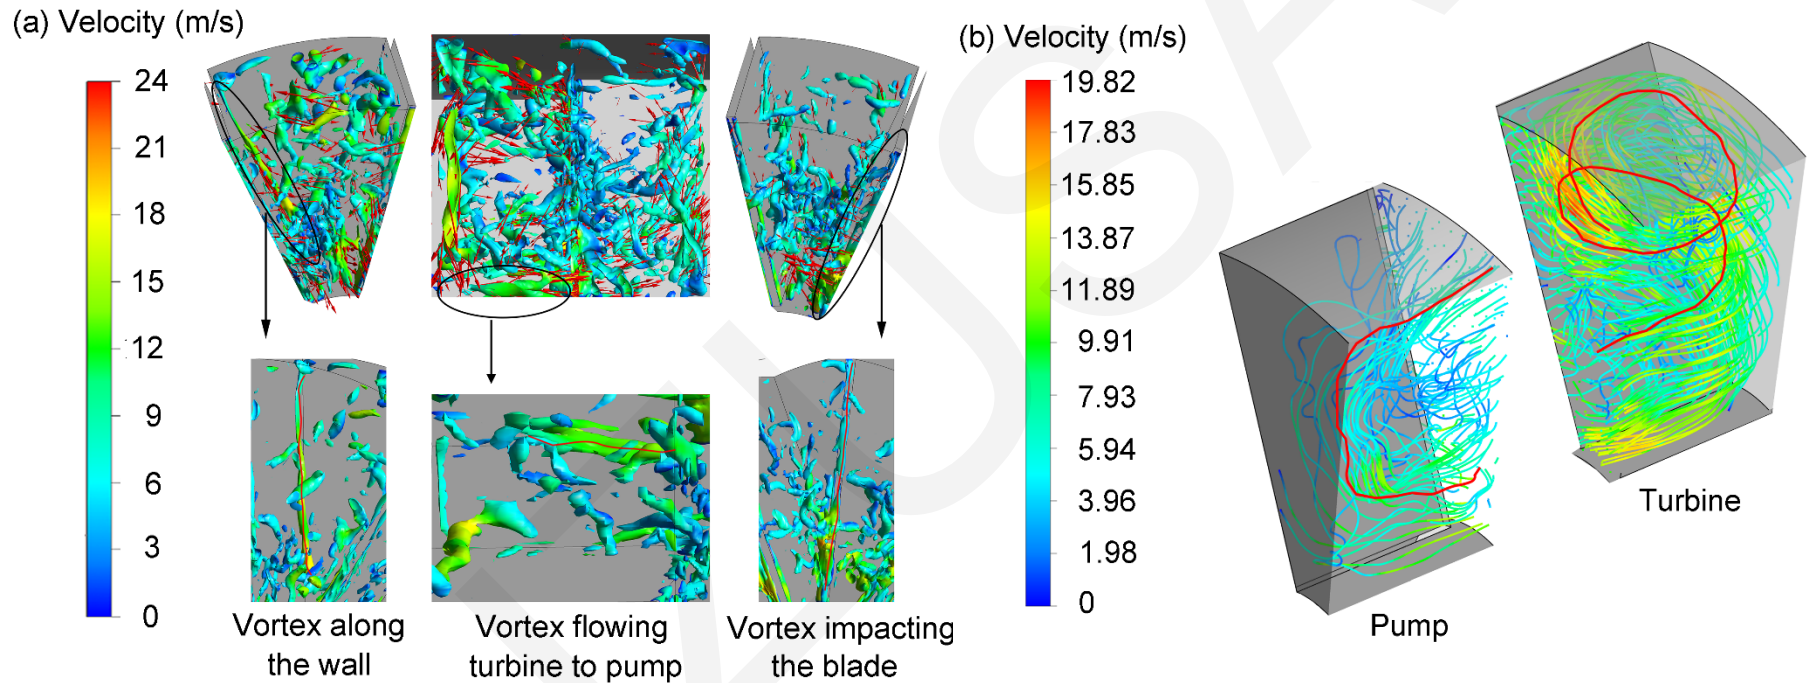 (a) Velocity (m/s)
24
21
18
15
12
9
6
3
0
Vortex along
the wall
Vortex flowing
turbine to pump
Vortex impacting
the blade
(b) Velocity (m/s)
19.82
17.83
15.85
13.87
11.89
9.91
7.93
5.94
3.96
1.98
0
Pump
Turbine